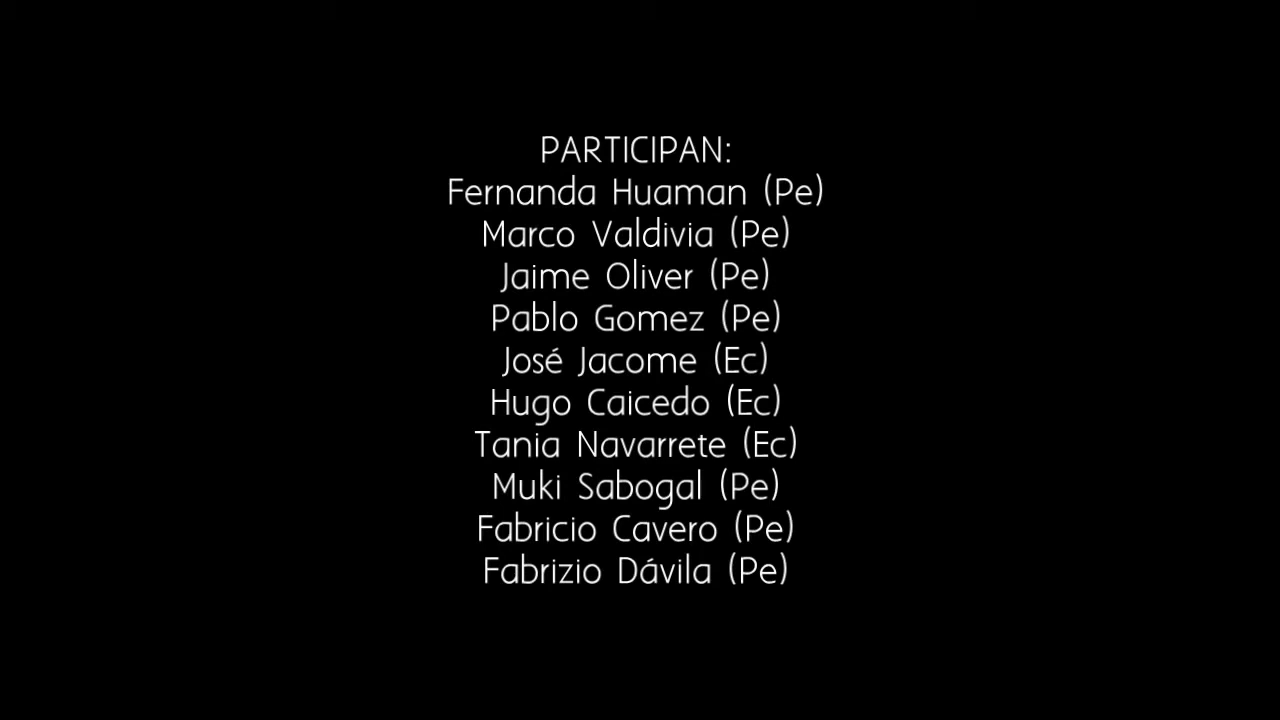 PARTICIPAN:
Fernanda Huaman (Pe)
Marco Valdivia (Pe)
Jaime Oliver (Pe)
Pablo Gomez (Pe)
José Jacome (Ec)
Hugo Caicedo (Ec)
Tania Navarrete (Ec)
Muki Sabogal (Pe)
Fabricio Cavero (Pe)
Fabrizio Dávila (Pe)